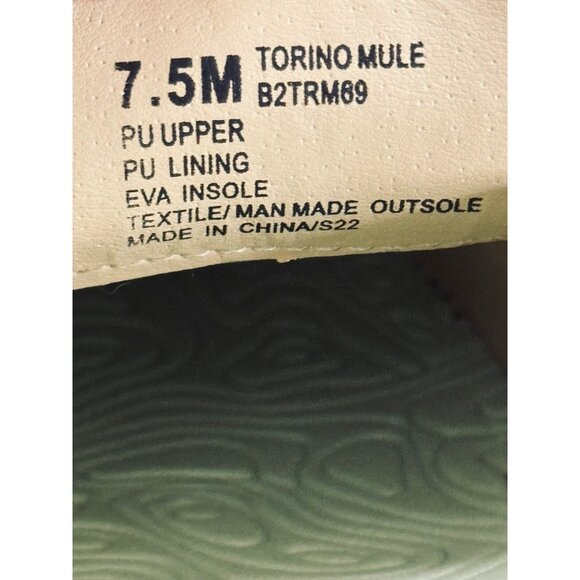 7.5M TORINO MULE
B2TRM69
PU UPPER
PU LINING
EVA INSOLE
TEXTILE/MAN MADE OUTSOLE
MADE IN CHINA/S22